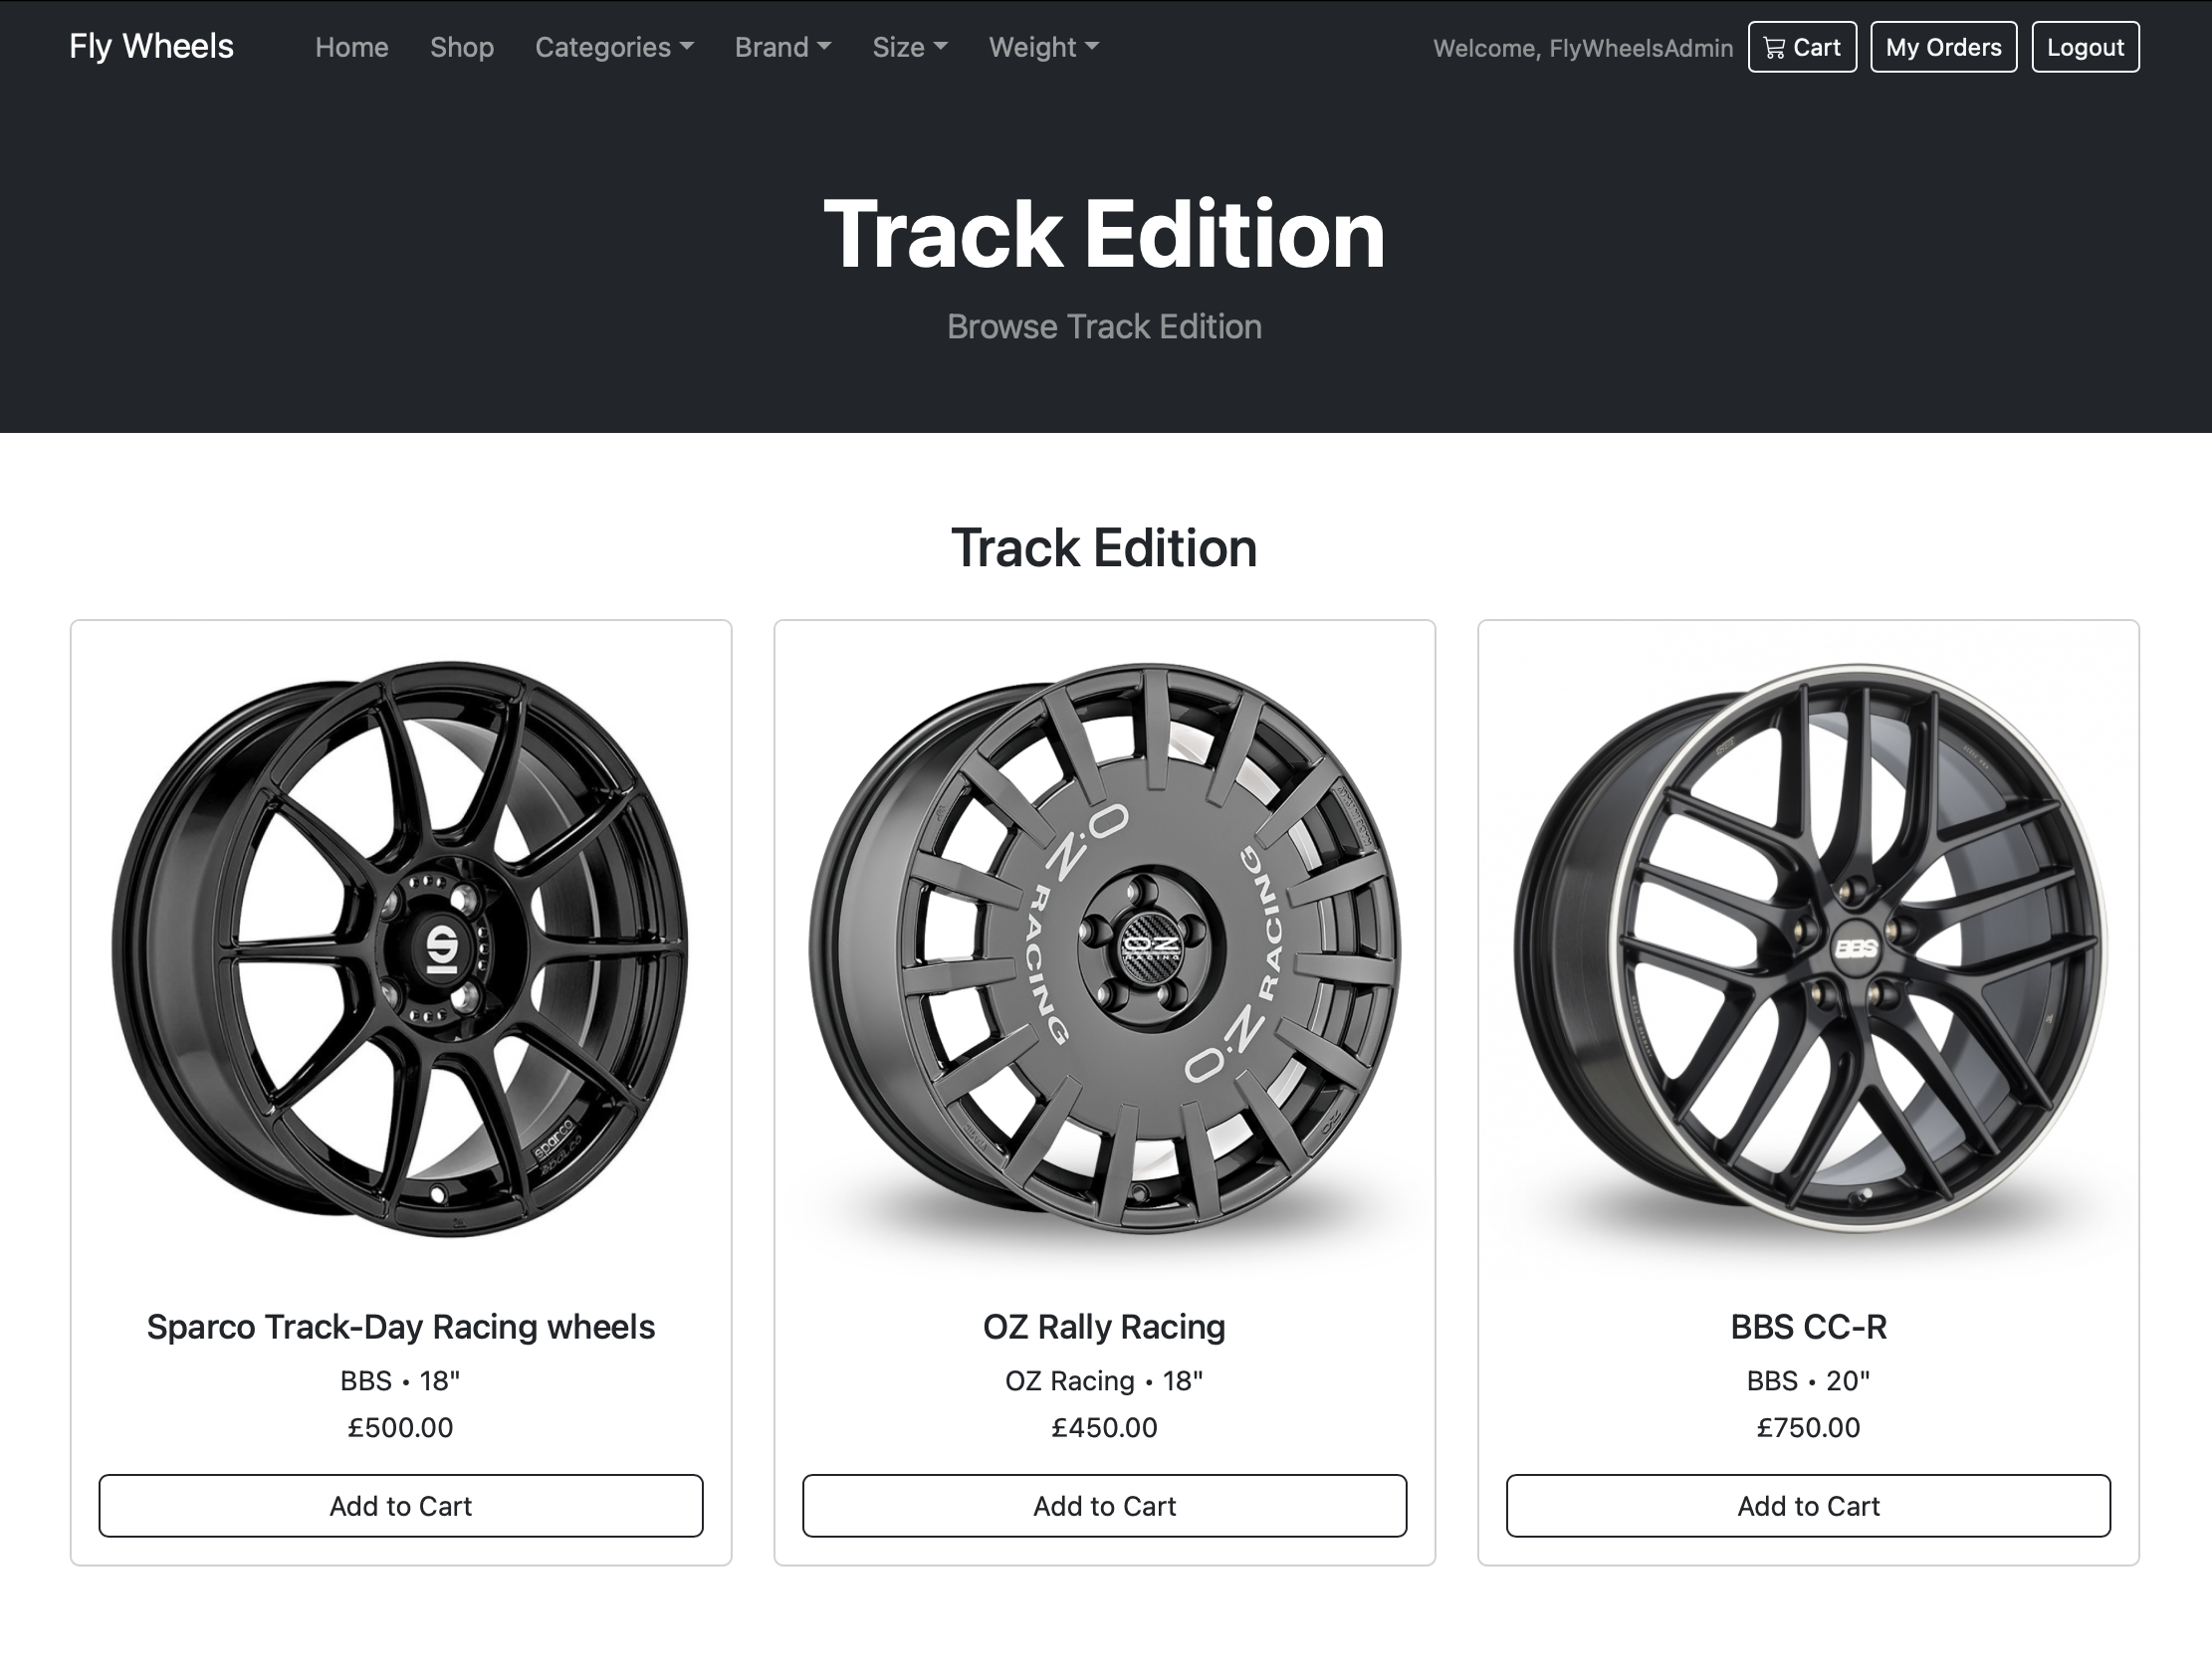 Fly Wheels Home Shop Categories Brand Size Weight Welcome, FlyWheelsAdmin Cart My Orders Logout
Track Edition
Browse Track Edition
Track Edition
S
sparco
O.Z RACING
O.Z RACING
O.Z
RACING
BBS
Sparco Track-Day Racing wheels
BBS • 18"
£500.00
Add to Cart
OZ Rally Racing
OZ Racing • 18"
£450.00
Add to Cart
BBS CC-R
BBS • 20"
£750.00
Add to Cart